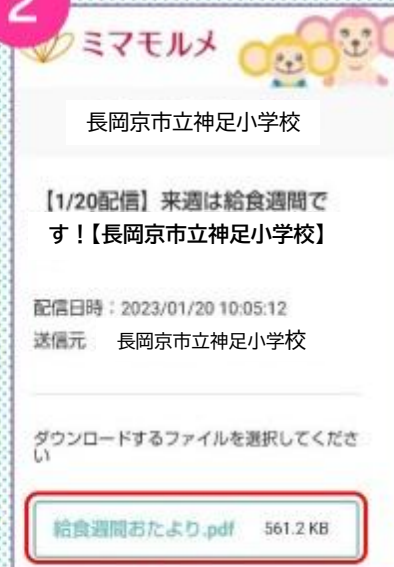 2
ミマモルメ
長岡京市立神足小学校
【1/20配信】来週は給食週間で
す！【長岡京市立神足小学校】
配信日時：2023/01/20 10:05:12
送信元 長岡京市立神足小学校
ダウンロードするファイルを選択してくださ
い
給食週間おたより.pdf 561.2 KB